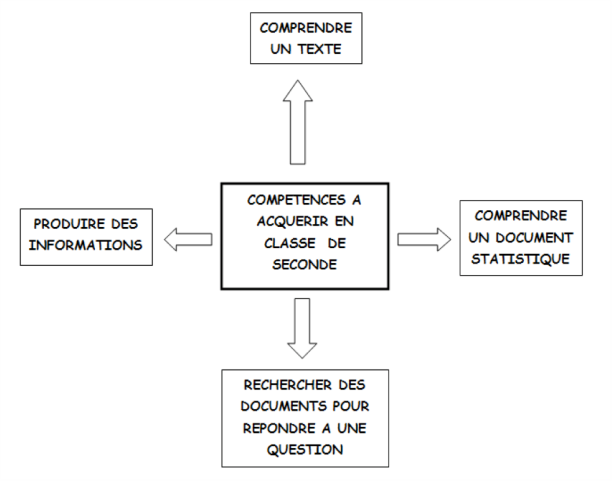 COMPRENDRE
UN TEXTE
COMPETENCES A
ACQUERIR EN
CLASSE DE
SECONDE
PRODUIRE DES
INFORMATIONS
COMPRENDRE
UN DOCUMENT
STATISTIQUE
RECHERCHER DES
DOCUMENTS POUR
REPONDRE A UNE
QUESTION